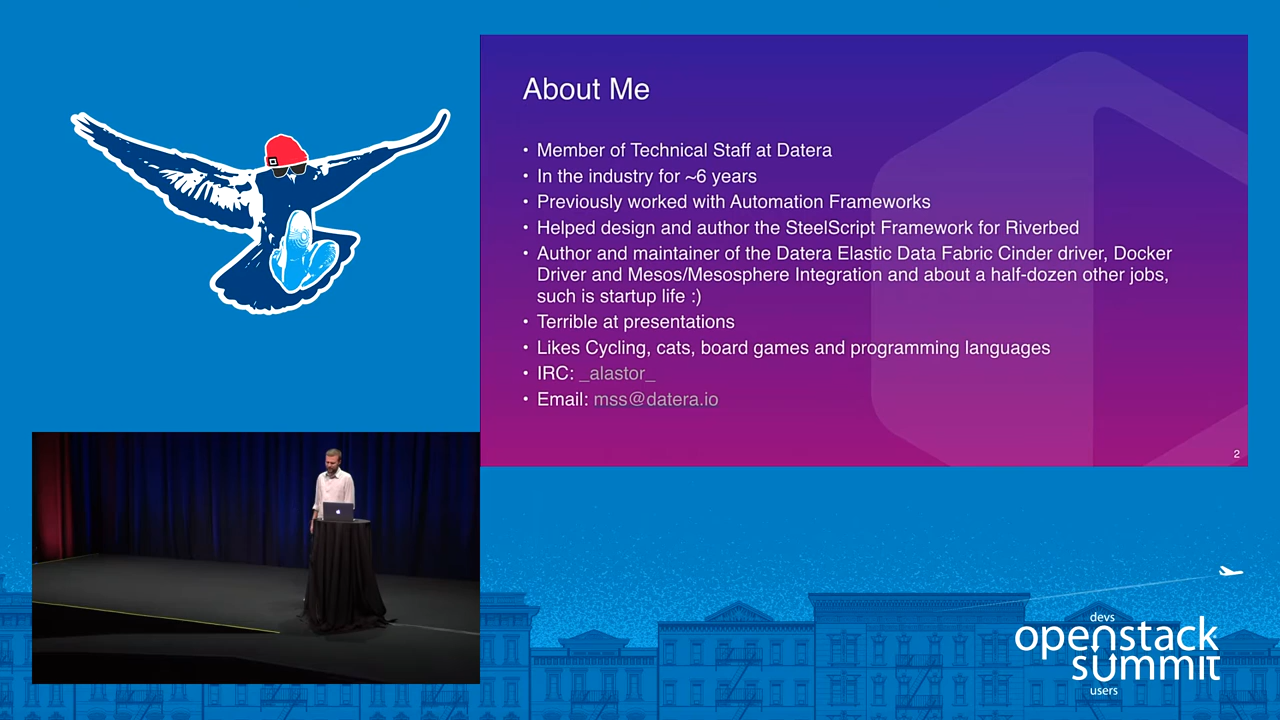 About Me
• Member of Technical Staff at Datera
• In the industry for ~6 years
• Previously worked with Automation Frameworks
• Helped design and author the SteelScript Framework for Riverbed
• Author and maintainer of the Datera Elastic Data Fabric Cinder driver, Docker
Driver and Mesos/Mesosphere Integration and about a half-dozen other jobs,
such is startup life :)
• Terrible at presentations
• Likes Cycling, cats, board games and programming languages
• IRC: _alastor_
• Email: mss@datera.io
2
devs
openstack
summit
users